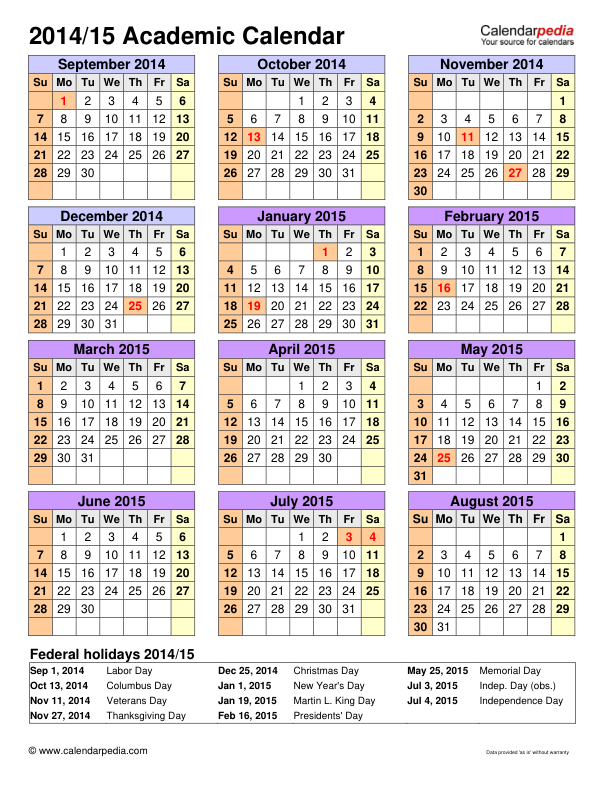 2014/15 Academic Calendar
Calendarpedia
Your source for calendars
September 2014 October 2014 November 2014
Su Mo Tu We Th Fr Sa Su Mo Tu We Th Fr Sa Su Mo Tu We Th Fr Sa
1 2 3 4 5 6 1 2 3 4 1
7 8 9 10 11 12 13 5 6 7 8 9 10 11 2 3 4 5 6 7 8
14 15 16 17 18 19 20 12 13 14 15 16 17 18 9 10 11 12 13 14 15
21 22 23 24 25 26 27 19 20 21 22 23 24 25 16 17 18 19 20 21 22
28 29 30 26 27 28 29 30 31 23 24 25 26 27 28 29
30
December 2014 January 2015 February 2015
Su Mo Tu We Th Fr Sa Su Mo Tu We Th Fr Sa Su Mo Tu We Th Fr Sa
1 2 3 4 5 6 1 2 3 1 2 3 4 5 6 7
7 8 9 10 11 12 13 4 5 6 7 8 9 10 8 9 10 11 12 13 14
14 15 16 17 18 19 20 11 12 13 14 15 16 17 15 16 17 18 19 20 21
21 22 23 24 25 26 27 18 19 20 21 22 23 24 22 23 24 25 26 27 28
28 29 30 31 25 26 27 28 29 30 31
March 2015 April 2015 May 2015
Su Mo Tu We Th Fr Sa Su Mo Tu We Th Fr Sa Su Mo Tu We Th Fr Sa
1 2 3 4 5 6 7 1 2 3 4 1 2
8 9 10 11 12 13 14 5 6 7 8 9 10 11 3 4 5 6 7 8 9
15 16 17 18 19 20 21 12 13 14 15 16 17 18 10 11 12 13 14 15 16
22 23 24 25 26 27 28 19 20 21 22 23 24 25 17 18 19 20 21 22 23
29 30 31 26 27 28 29 30 24 25 26 27 28 29 30
31
June 2015 July 2015 August 2015
Su Mo Tu We Th Fr Sa Su Mo Tu We Th Fr Sa Su Mo Tu We Th Fr Sa
1 2 3 4 5 6 1 2 3 4 1
7 8 9 10 11 12 13 5 6 7 8 9 10 11 2 3 4 5 6 7 8
14 15 16 17 18 19 20 12 13 14 15 16 17 18 9 10 11 12 13 14 15
21 22 23 24 25 26 27 19 20 21 22 23 24 25 16 17 18 19 20 21 22
28 29 30 26 27 28 29 30 31 23 24 25 26 27 28 29
30 31
Federal holidays 2014/15
Sep 1, 2014 Labor Day Dec 25, 2014 Christmas Day May 25, 2015 Memorial Day
Oct 13, 2014 Columbus Day Jan 1, 2015 New Year's Day Jul 3, 2015 Indep. Day (obs.)
Nov 11, 2014 Veterans Day Jan 19, 2015 Martin L. King Day Jul 4, 2015 Independence Day
Nov 27, 2014 Thanksgiving Day Feb 16, 2015 Presidents' Day
© www.calendarpedia.com Data provided 'as is' without warranty